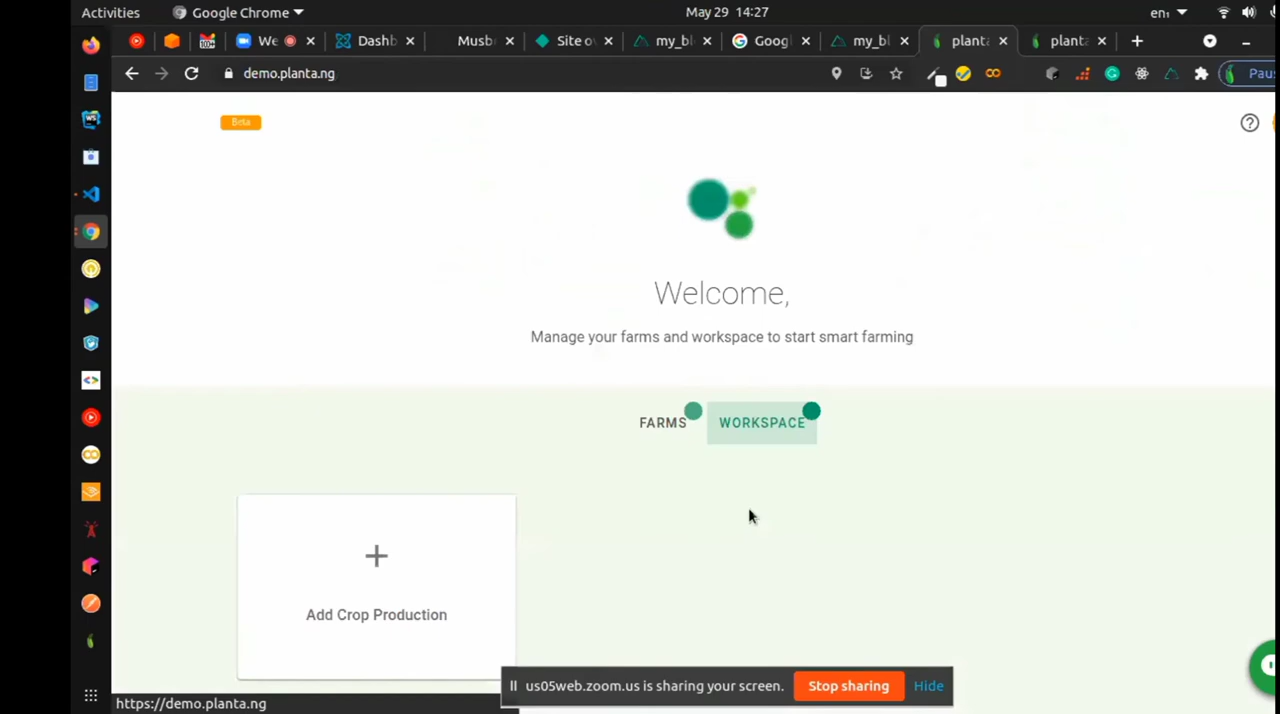 Activities Google Chrome May 29 14:27 en₁
We Dashb Musb Site o my_bl Googl my_bl planta planta
demo.planta.ng Pau
Beta
Welcome,
Manage your farms and workspace to start smart farming
FARMS WORKSPACE
+
Add Crop Production
us05web.zoom.us is sharing your screen. Stop sharing Hide
https://demo.planta.ng